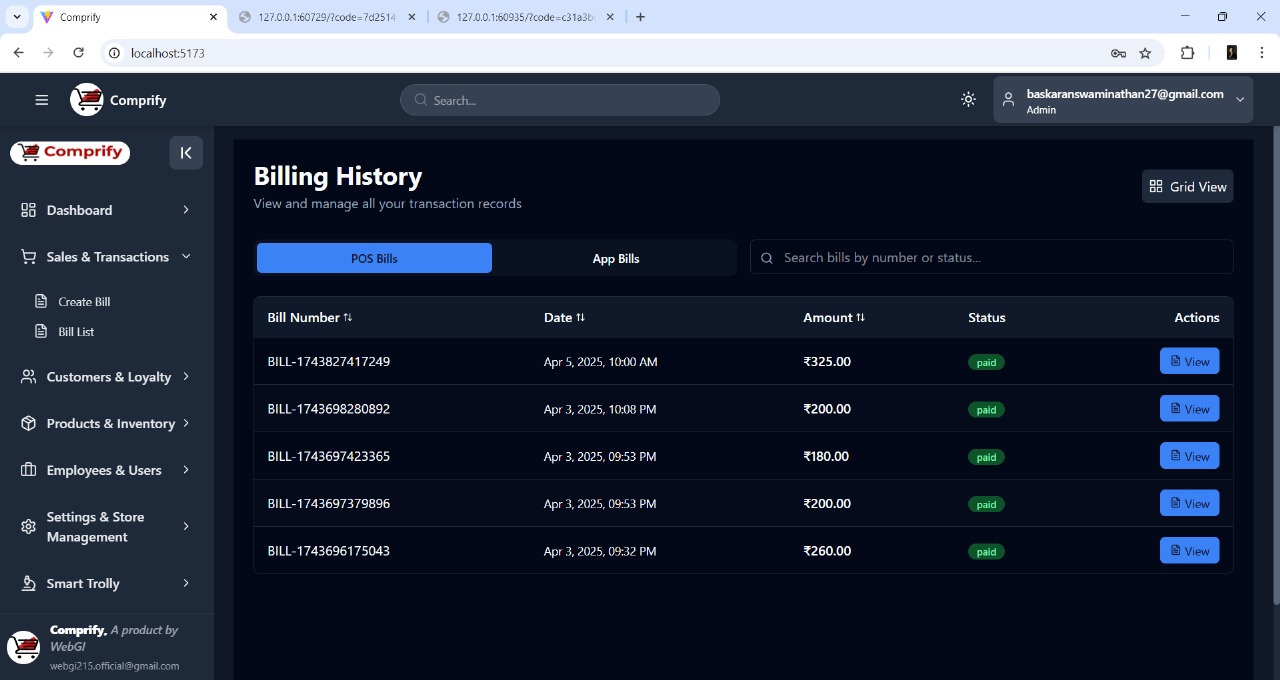 Comprify
127.0.0.1:60729/?code=7d2514
127.0.0.1:60935/?code=c31a3b
localhost:5173
Comprify
Search...
baskaranswaminathan27@gmail.com
Admin
Comprify
Dashboard
Sales & Transactions
Create Bill
Bill List
Customers & Loyalty
Products & Inventory
Employees & Users
Settings & Store
Management
Smart Trolly
Comprify, A product by
WebGI
webgi215.official@gmail.com
Billing History
View and manage all your transaction records
Grid View
POS Bills App Bills
Search bills by number or status...
Bill Number ⇅ Date ⇅ Amount ⇅ Status Actions
BILL-1743827417249 Apr 5, 2025, 10:00 AM ₹325.00 paid View
BILL-1743698280892 Apr 3, 2025, 10:08 PM ₹200.00 paid View
BILL-1743697423365 Apr 3, 2025, 09:53 PM ₹180.00 paid View
BILL-1743697379896 Apr 3, 2025, 09:53 PM ₹200.00 paid View
BILL-1743696175043 Apr 3, 2025, 09:32 PM ₹260.00 paid View